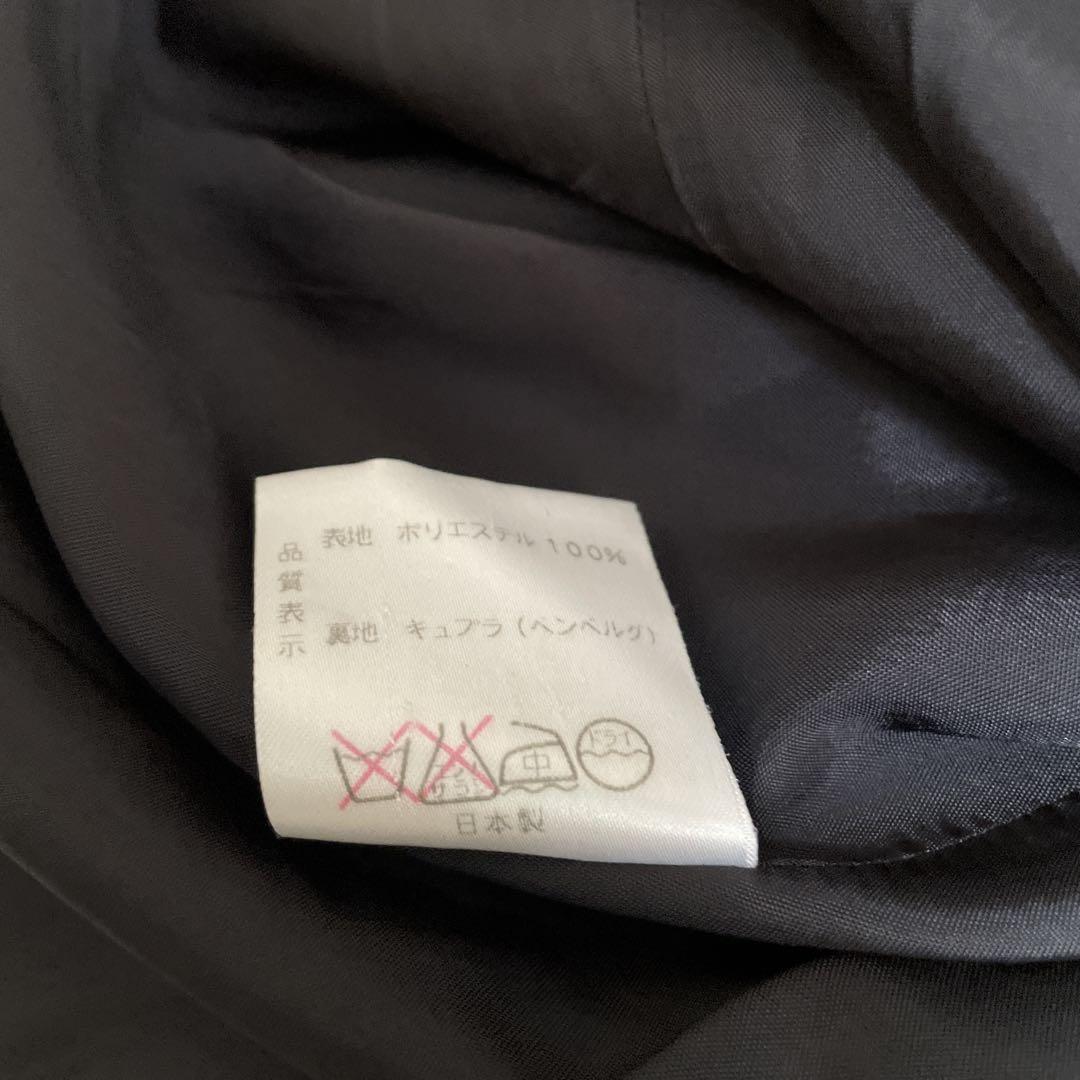 品質表示
表地 ポリエステル 100%
裏地 キュプラ(ベンベルグ)
中
ドライ
日本製